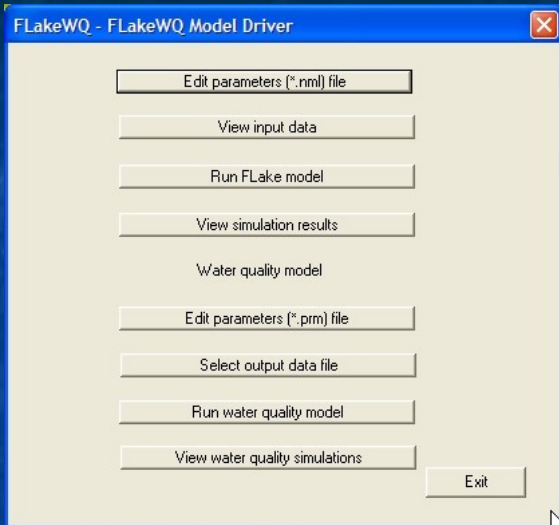 FLakeWQ - FLakeWQ Model Driver
Edit parameters (*.nml) file
View input data
Run FLake model
View simulation results
Water quality model
Edit parameters (*.prm) file
Select output data file
Run water quality model
View water quality simulations
Exit